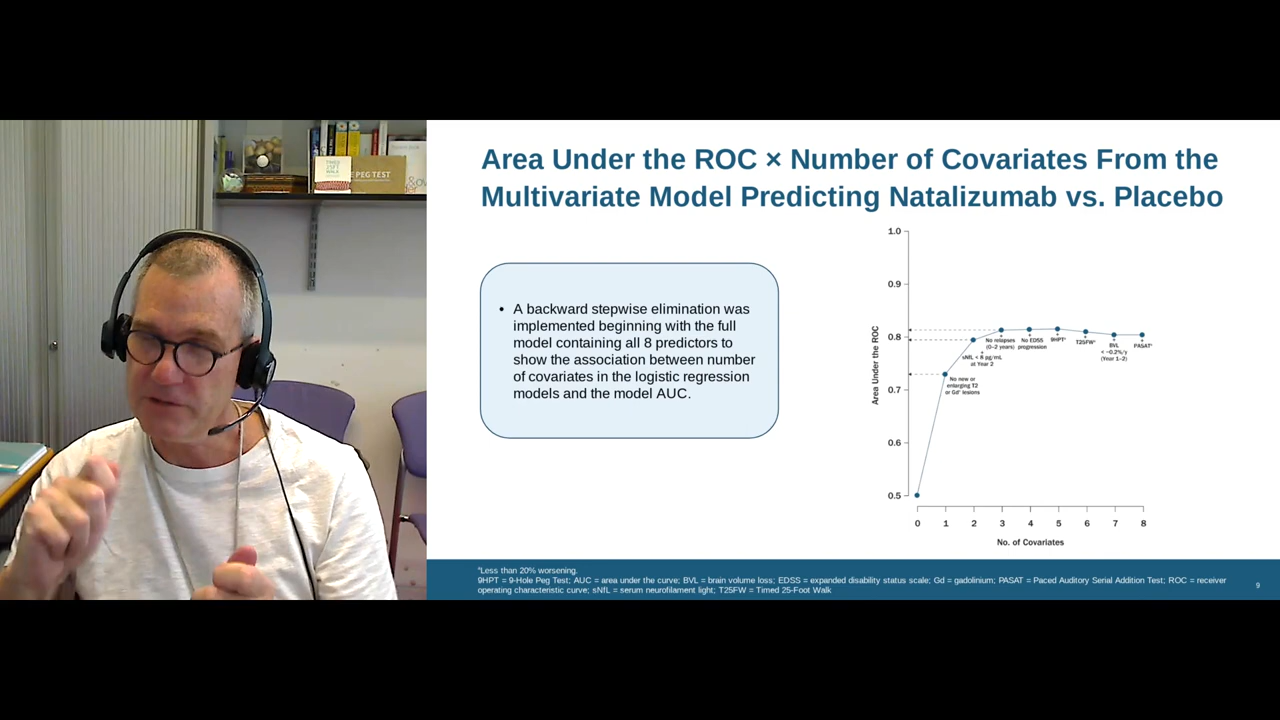 TIMES
HOLE
E PEG TEST
Area Under the ROC × Number of Covariates From the
Multivariate Model Predicting Natalizumab vs. Placebo
• A backward stepwise elimination was
implemented beginning with the full
model containing all 8 predictors to
show the association between number
of covariates in the logistic regression
models and the model AUC.
Area Under the ROC
1.0
0.9
0.8
0.7
0.6
0.5
No new or
enlarging T2
or Gd⁺ lesions
+
sNfL < 8 pg/mL
at Year 2
+
No relapses
(0–2 years)
+
No EDSS
progression
+
9HPTᵃ
+
T25FWᵃ
+
BVL
< −0.2%/y
(Year 1–2)
+
PASATᵃ
0 1 2 3 4 5 6 7 8
No. of Covariates
ᵃLess than 20% worsening.
9HPT = 9-Hole Peg Test; AUC = area under the curve; BVL = brain volume loss; EDSS = expanded disability status scale; Gd = gadolinium; PASAT = Paced Auditory Serial Addition Test; ROC = receiver
operating characteristic curve; sNfL = serum neurofilament light; T25FW = Timed 25-Foot Walk
9